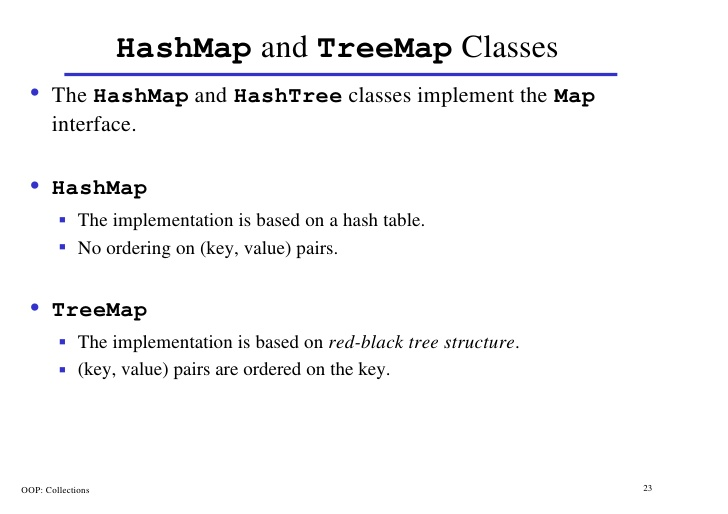 HashMap and TreeMap Classes
• The HashMap and HashTree classes implement the Map
interface.
• HashMap
▪ The implementation is based on a hash table.
▪ No ordering on (key, value) pairs.
• TreeMap
▪ The implementation is based on red-black tree structure.
▪ (key, value) pairs are ordered on the key.
OOP: Collections
23